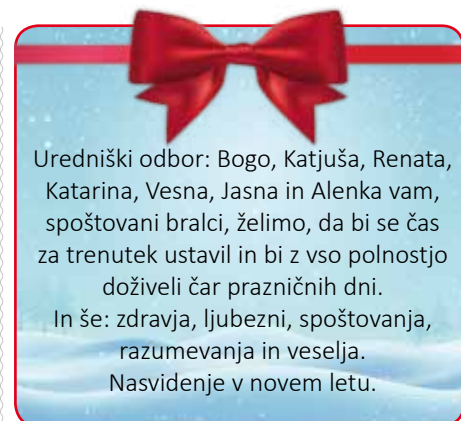 Uredniški odbor: Bogo, Katjuša, Renata,
Katarina, Vesna, Jasna in Alenka vam,
spoštovani bralci, želimo, da bi se čas
za trenutek ustavil in bi z vso polnostjo
doživeli čar prazničnih dni.
In še: zdravja, ljubezni, spoštovanja,
razumevanja in veselja.
Nasvidenje v novem letu.